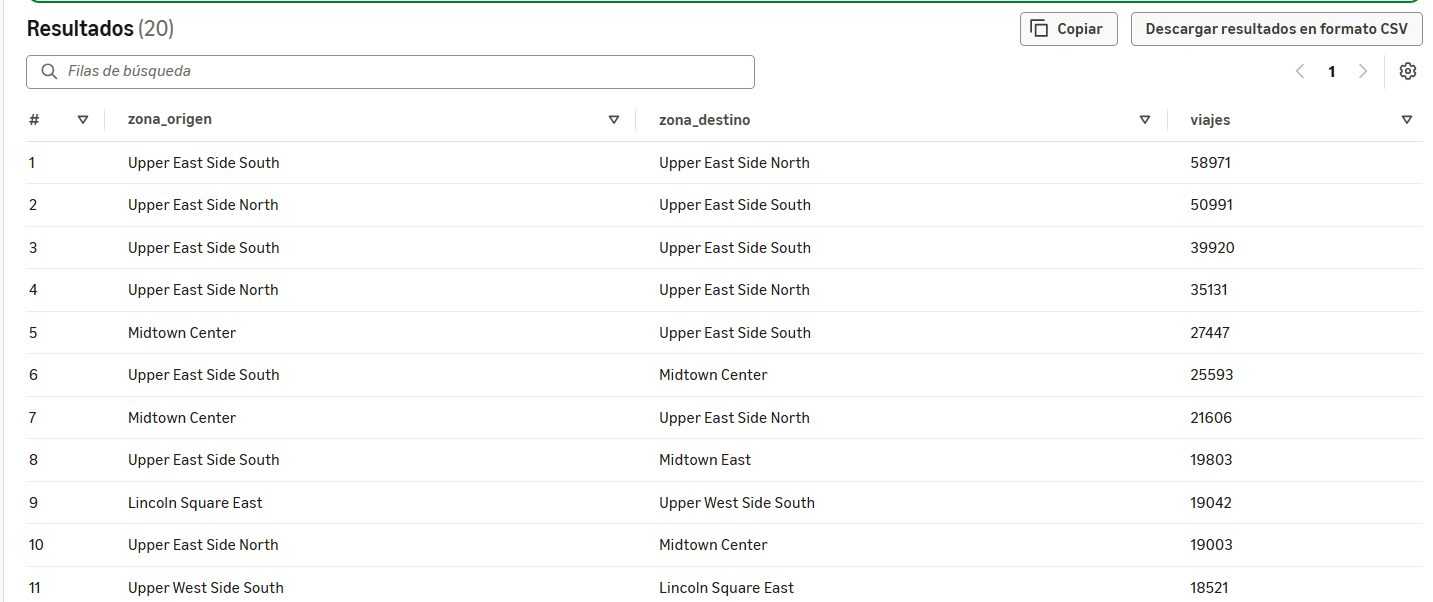 Resultados (20)
Copiar
Descargar resultados en formato CSV
Filas de búsqueda
1
# zona_origen zona_destino viajes
1 Upper East Side South Upper East Side North 58971
2 Upper East Side North Upper East Side South 50991
3 Upper East Side South Upper East Side South 39920
4 Upper East Side North Upper East Side North 35131
5 Midtown Center Upper East Side South 27447
6 Upper East Side South Midtown Center 25593
7 Midtown Center Upper East Side North 21606
8 Upper East Side South Midtown East 19803
9 Lincoln Square East Upper West Side South 19042
10 Upper East Side North Midtown Center 19003
11 Upper West Side South Lincoln Square East 18521